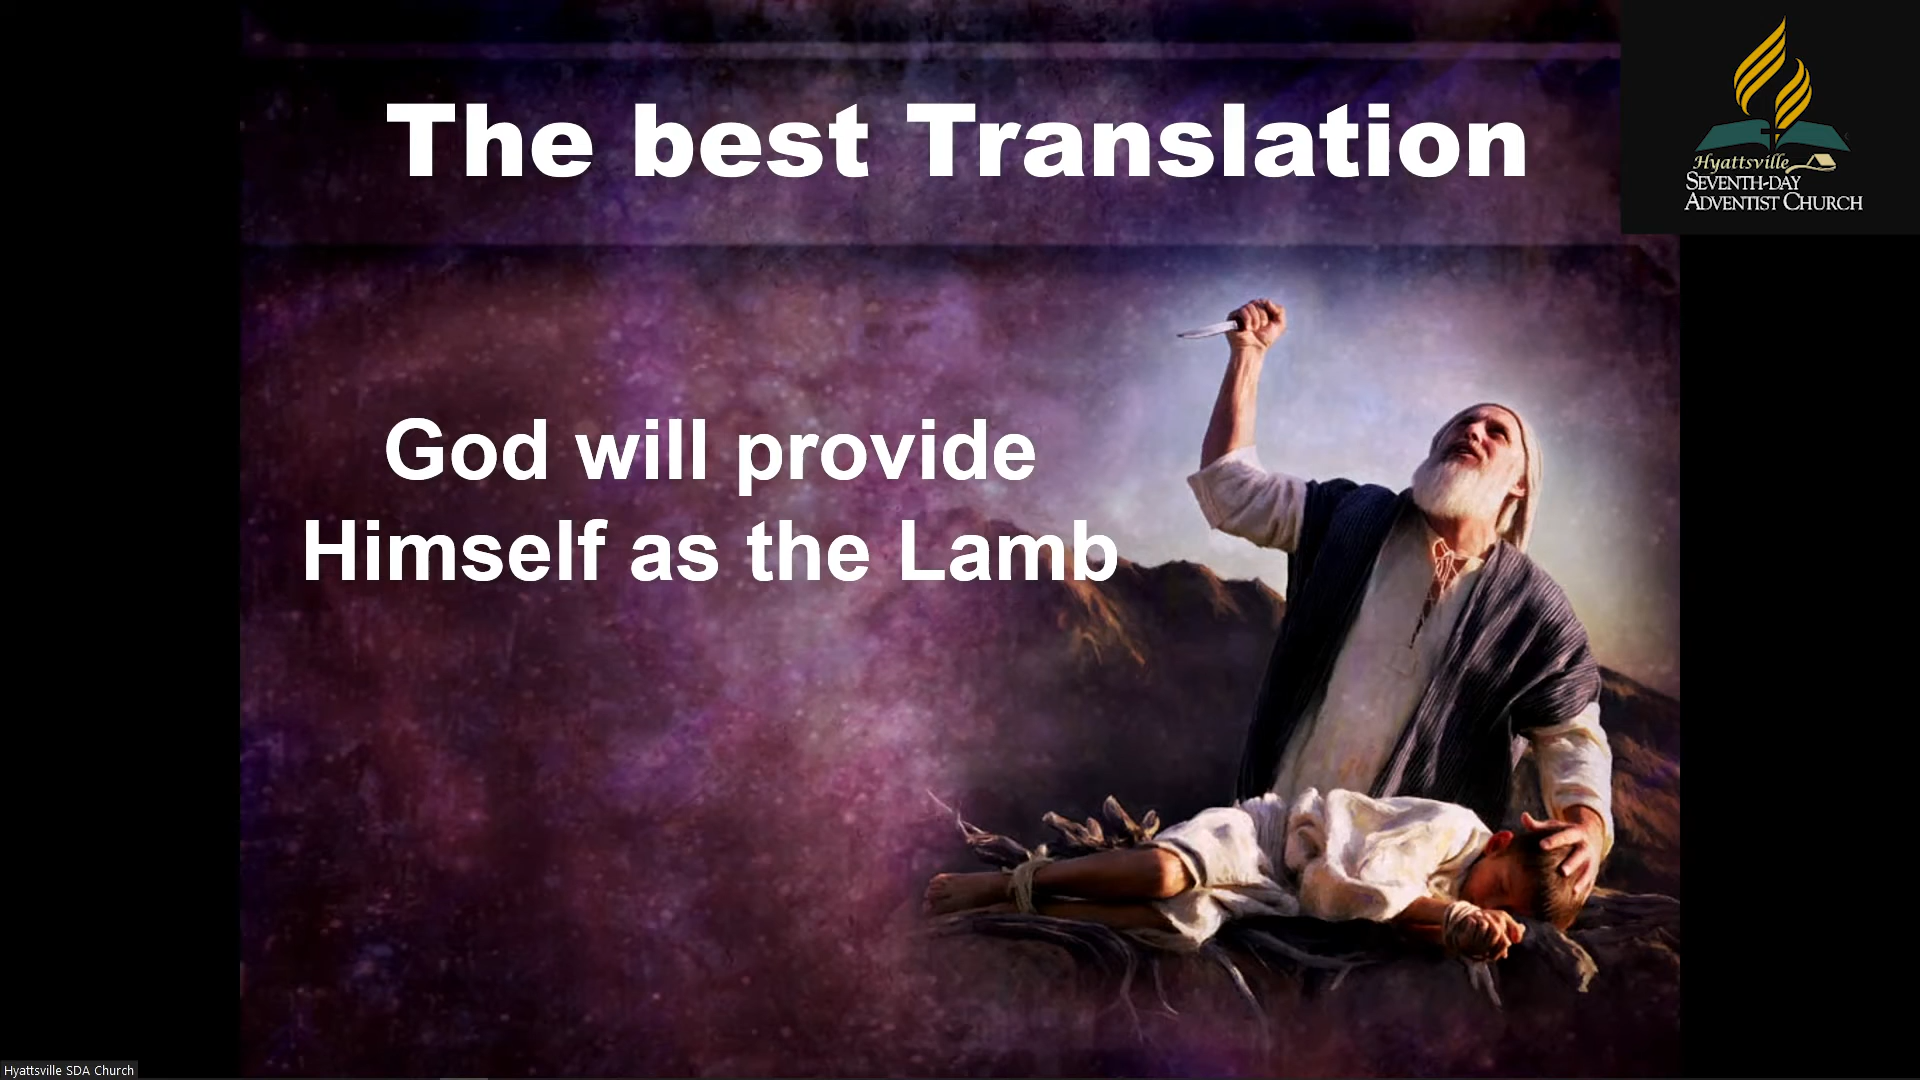 The best Translation
Hyattsville
SEVENTH-DAY
ADVENTIST CHURCH
God will provide
Himself as the Lamb
Hyattsville SDA Church